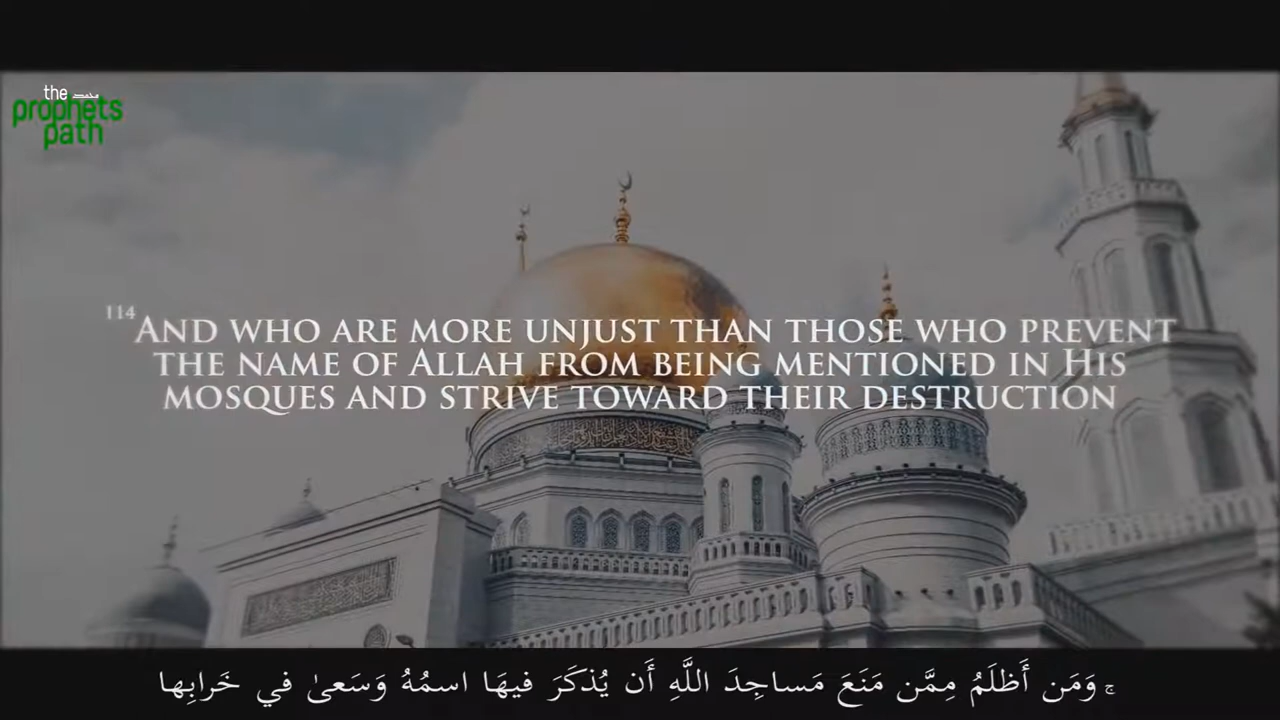 the
prophets
path
114 AND WHO ARE MORE UNJUST THAN THOSE WHO PREVENT
THE NAME OF ALLAH FROM BEING MENTIONED IN HIS
MOSQUES AND STRIVE TOWARD THEIR DESTRUCTION
وَمَن أَظلَمُ مِمَّن مَنَعَ مَساجِدَ اللَّهِ أَن يُذكَرَ فيهَا اسمُهُ وَسَعىٰ في خَرابِها ۚ